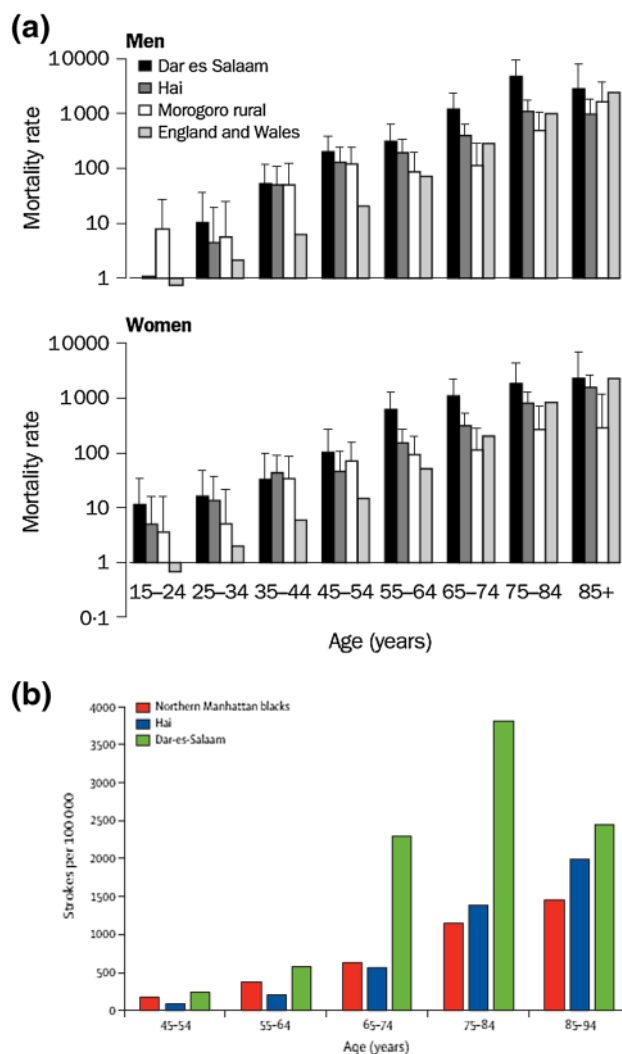 (a)
Men
Dar es Salaam
Hai
Morogoro rural
England and Wales
Mortality rate
10000
1000
100
10
1
Women
Mortality rate
10000
1000
100
10
1
0·1
15–24 25–34 35–44 45–54 55–64 65–74 75–84 85+
Age (years)
(b)
Northern Manhattan blacks
Hai
Dar-es-Salaam
Strokes per 100 000
4000
3500
3000
2500
2000
1500
1000
500
0
45–54 55–64 65–74 75–84 85–94
Age (years)